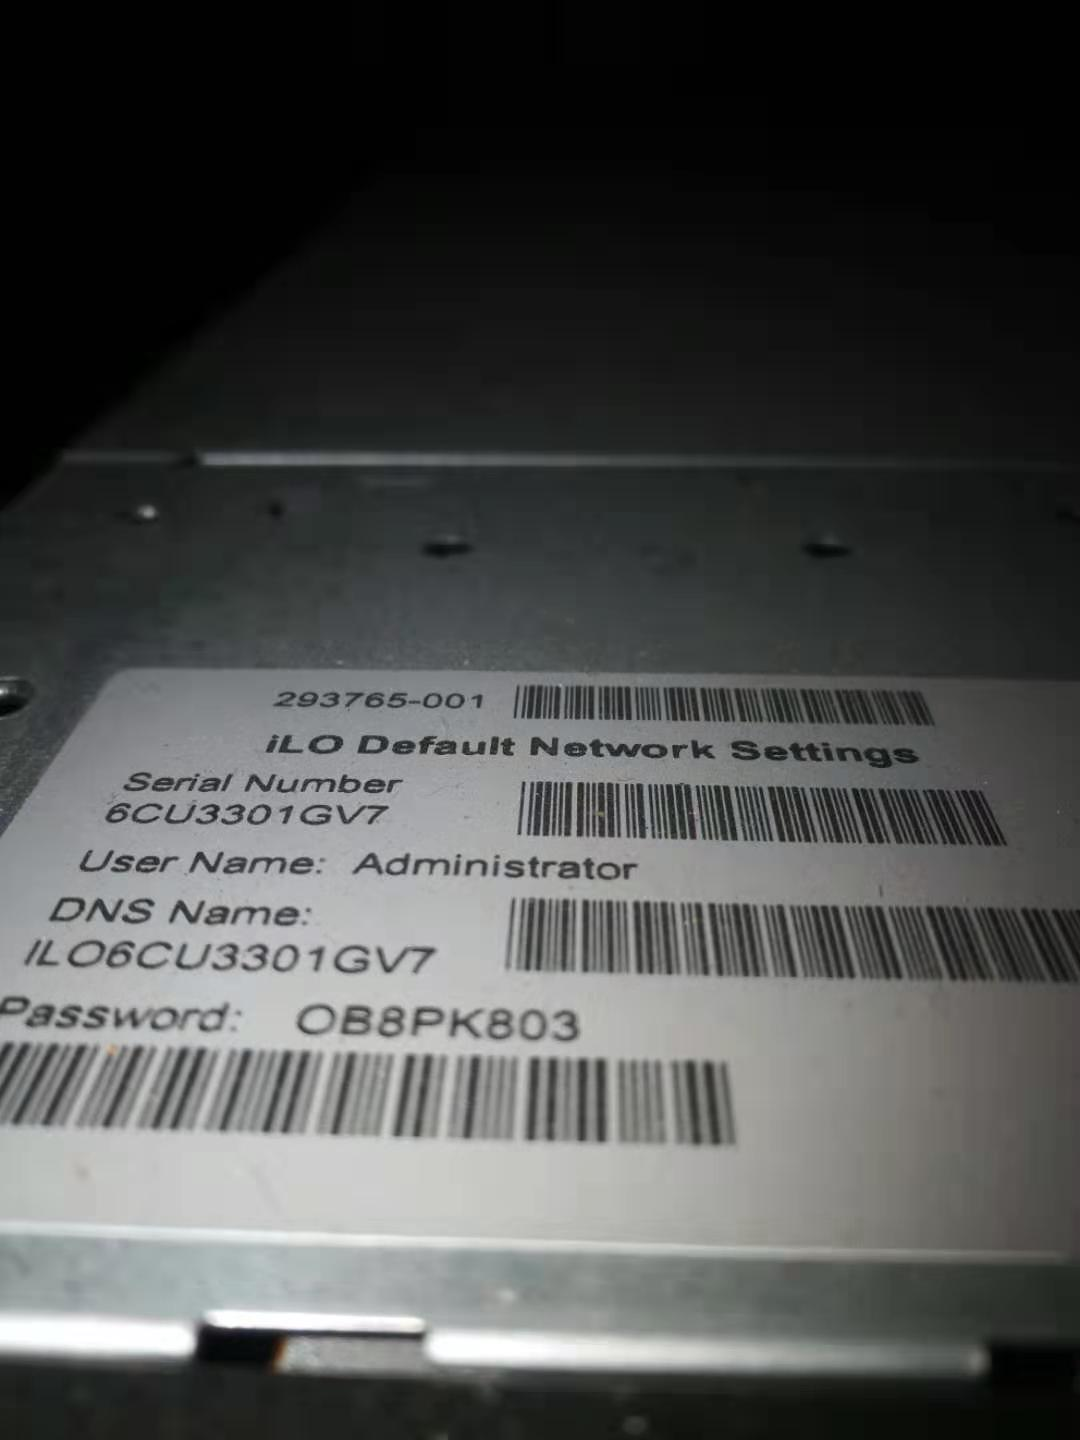 293765-001
iLO Default Network Settings
Serial Number
6CU3301GV7
User Name: Administrator
DNS Name:
ILO6CU3301GV7
Password: OB8PK803